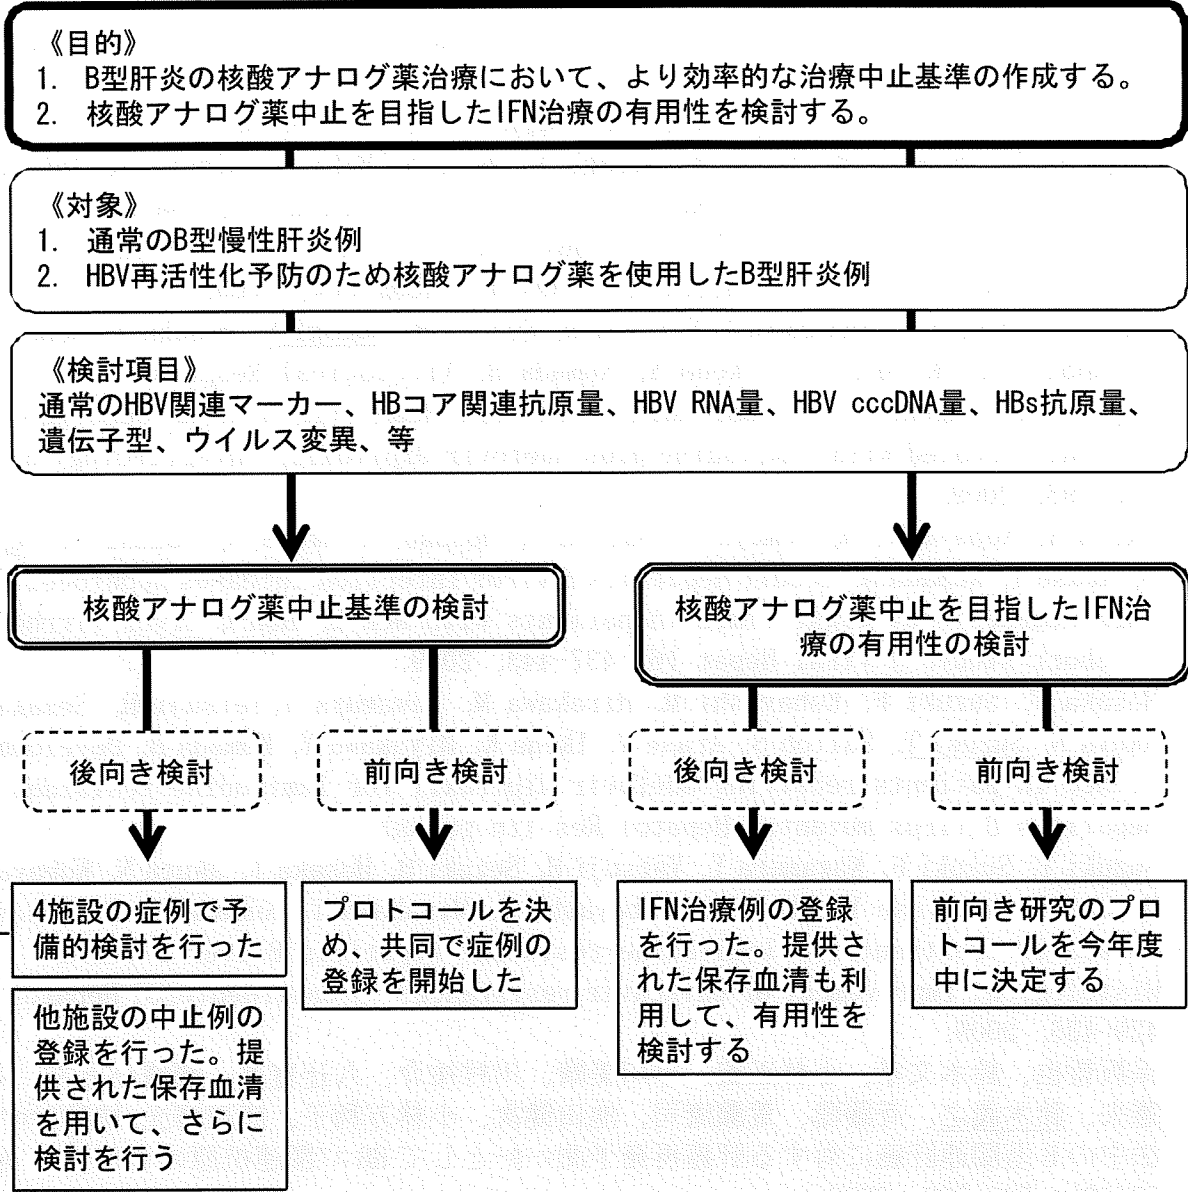 《目的》
1. B型肝炎の核酸アナログ薬治療において、より効率的な治療中止基準の作成する。
2. 核酸アナログ薬中止を目指したIFN治療の有用性を検討する。
《対象》
1. 通常のB型慢性肝炎例
2. HBV再活性化予防のため核酸アナログ薬を使用したB型肝炎例
《検討項目》
通常のHBV関連マーカー、HBコア関連抗原量、HBV RNA量、HBV cccDNA量、HBs抗原量、
遺伝子型、ウイルス変異、等
核酸アナログ薬中止基準の検討
核酸アナログ薬中止を目指したIFN治
療の有用性の検討
後向き検討
前向き検討
後向き検討
前向き検討
4施設の症例で予
備的検討を行った
他施設の中止例の
登録を行った。提
供された保存血清
を用いて、さらに
検討を行う
プロトコールを決
め、共同で症例の
登録を開始した
IFN治療例の登録
を行った。提供さ
れた保存血清も利
用して、有用性を
検討する
前向き研究のプロ
トコールを今年度
中に決定する